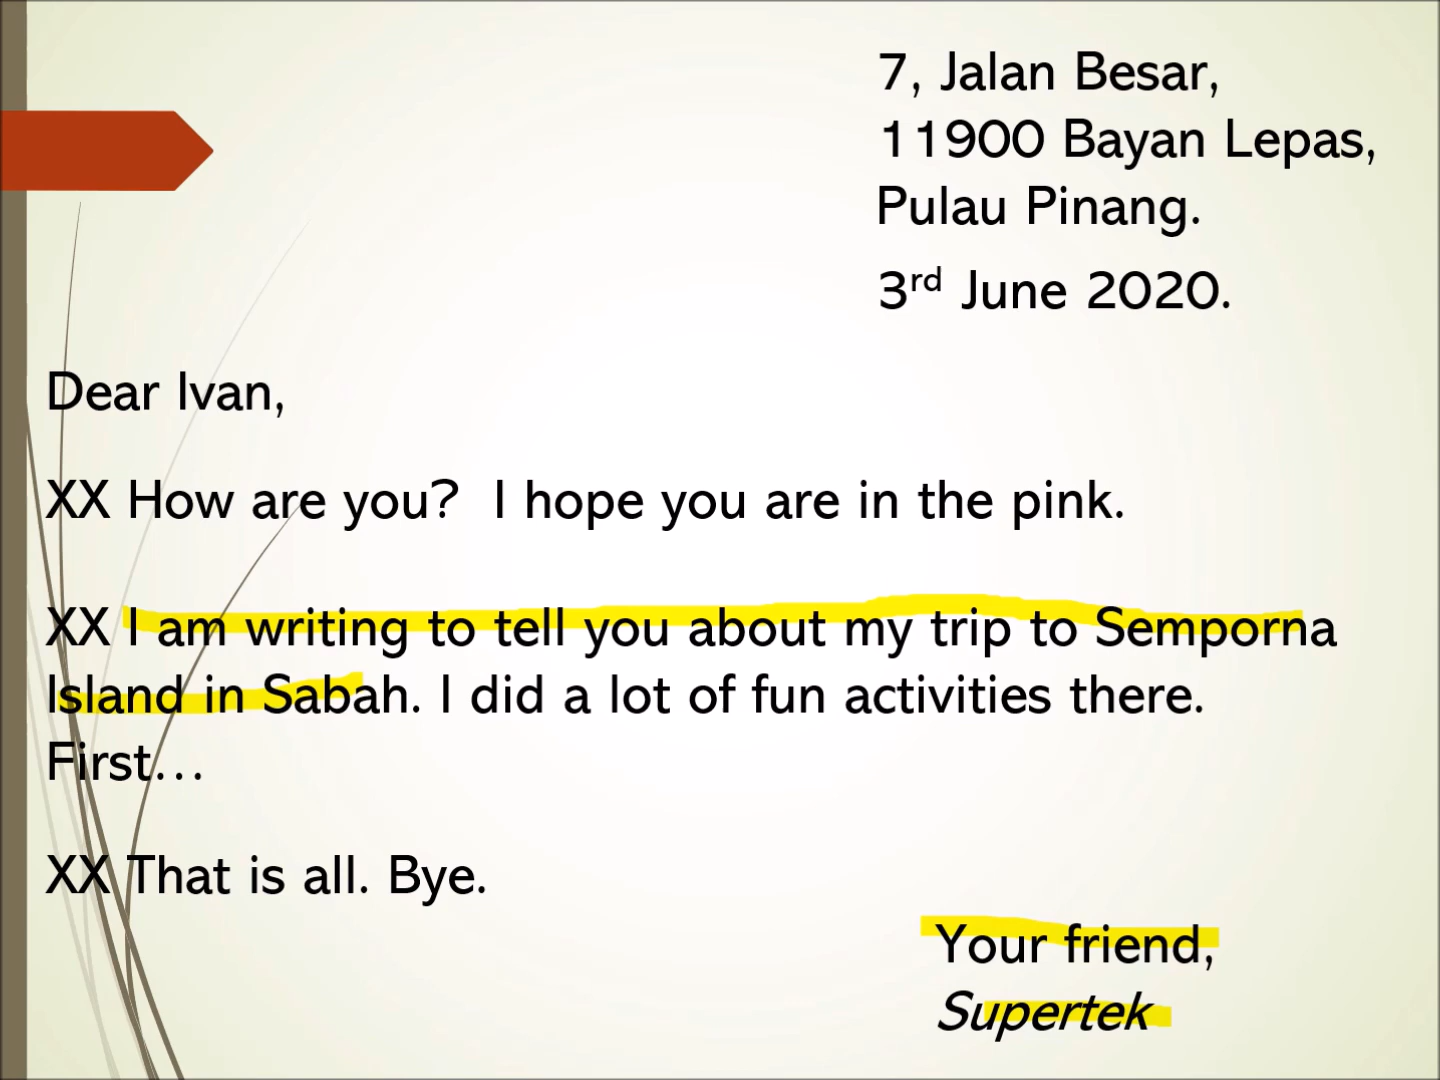 7, Jalan Besar,
11900 Bayan Lepas,
Pulau Pinang.
3rd June 2020.
Dear Ivan,
XX How are you?  I hope you are in the pink.
XX I am writing to tell you about my trip to Semporna
Island in Sabah. I did a lot of fun activities there.
First…
XX That is all. Bye.
Your friend,
Supertek